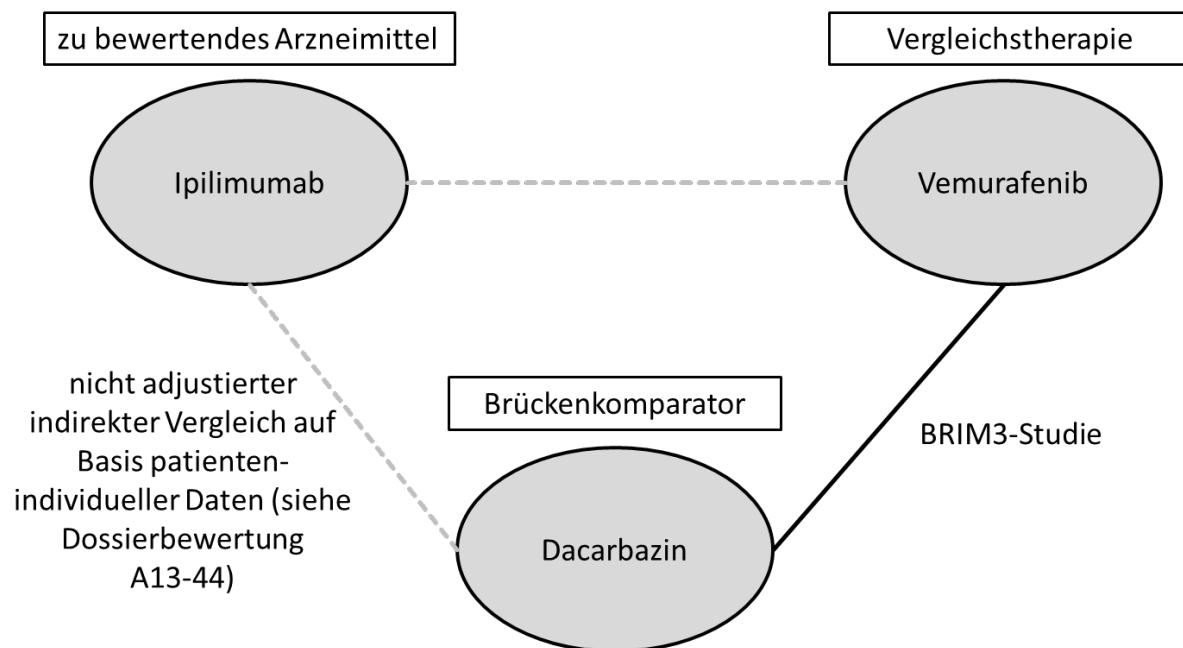 zu bewertendes Arzneimittel
Vergleichstherapie
Ipilimumab
Vemurafenib
nicht adjustierter
indirekter Vergleich auf
Basis patienten-
individueller Daten (siehe
Dossierbewertung
A13-44)
Brückenkomparator
BRIM3-Studie
Dacarbazin